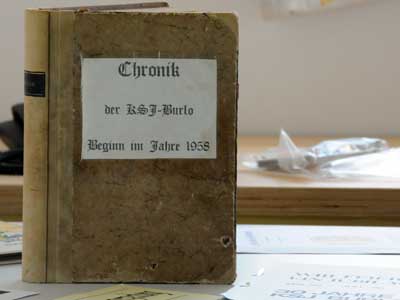 Chronik
der KSJ-Burlo
Beginn im Jahre 1958